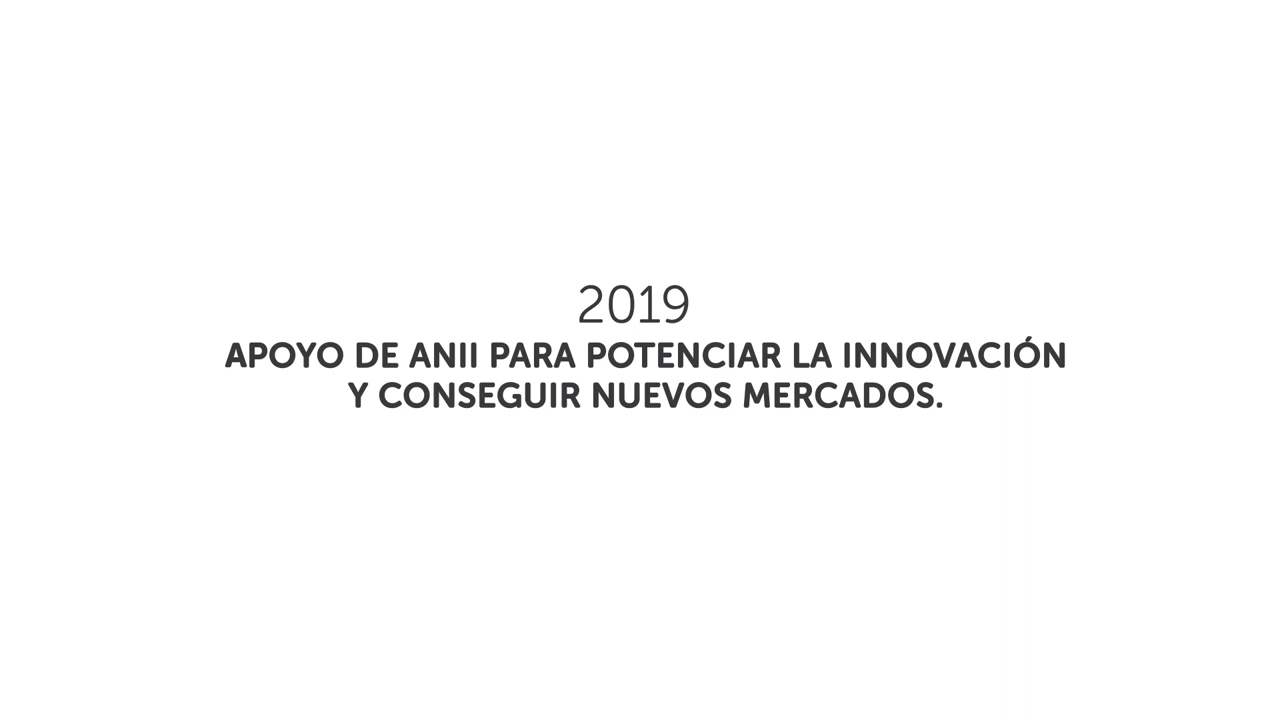 2019
APOYO DE ANII PARA POTENCIAR LA INNOVACIÓN
Y CONSEGUIR NUEVOS MERCADOS.